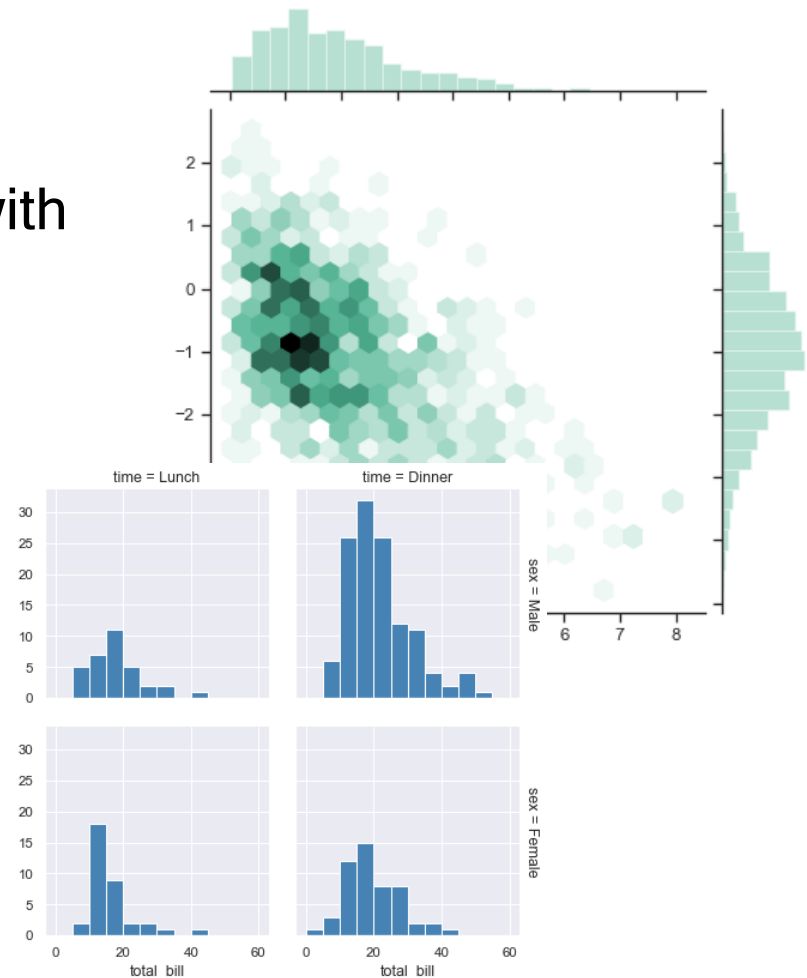 with
2
1
0
−1
−2
6 7 8
time = Lunch time = Dinner
30
25
20
15
10
5
0
sex = Male
30
25
20
15
10
5
0
sex = Female
0 20 40 60 0 20 40 60
total_bill total_bill